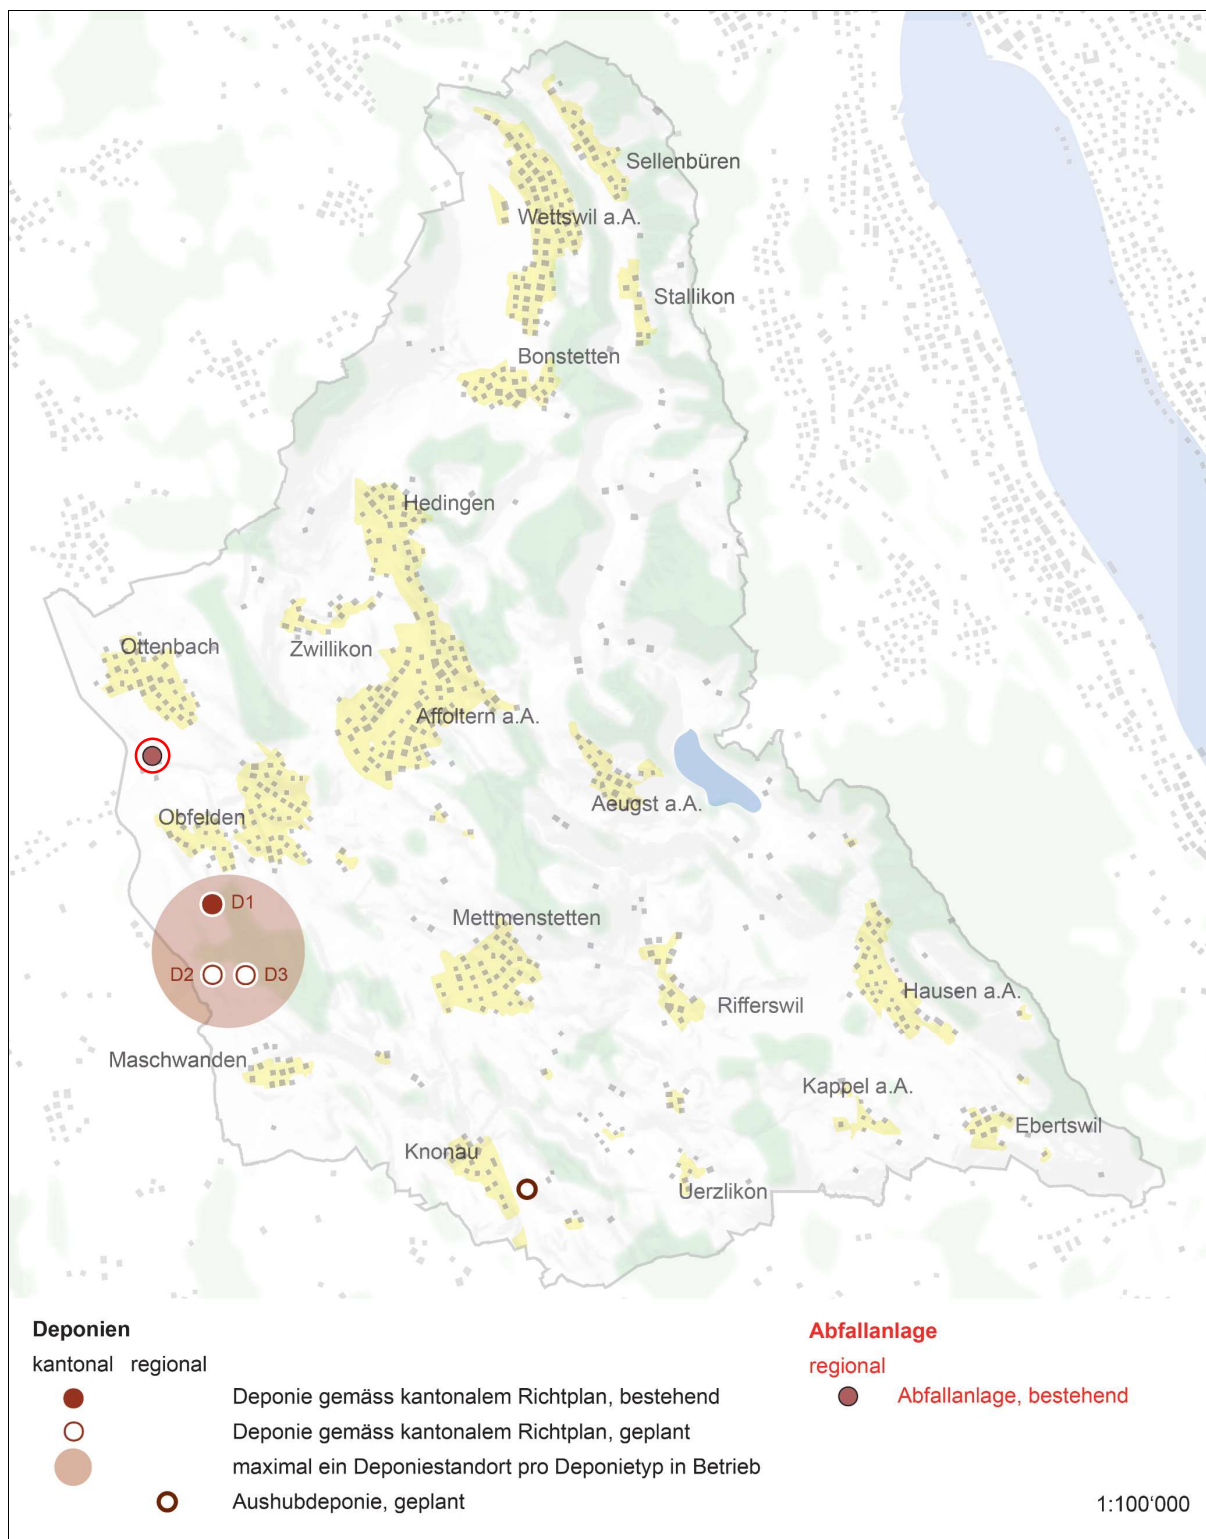 Sellenbüren
Wettswil a.A.
Stallikon
Bonstetten
Hedingen
Ottenbach
Zwillikon
Affoltern a.A.
Aeugst a.A.
Obfelden
D1
Mettmenstetten
D2
D3
Hausen a.A.
Rifferswil
Maschwanden
Kappel a.A.
Ebertswil
Knonau
Uerzlikon
Deponien
kantonal regional
Deponie gemäss kantonalem Richtplan, bestehend
Deponie gemäss kantonalem Richtplan, geplant
maximal ein Deponiestandort pro Deponietyp in Betrieb
Aushubdeponie, geplant
Abfallanlage
regional
Abfallanlage, bestehend
1:100'000